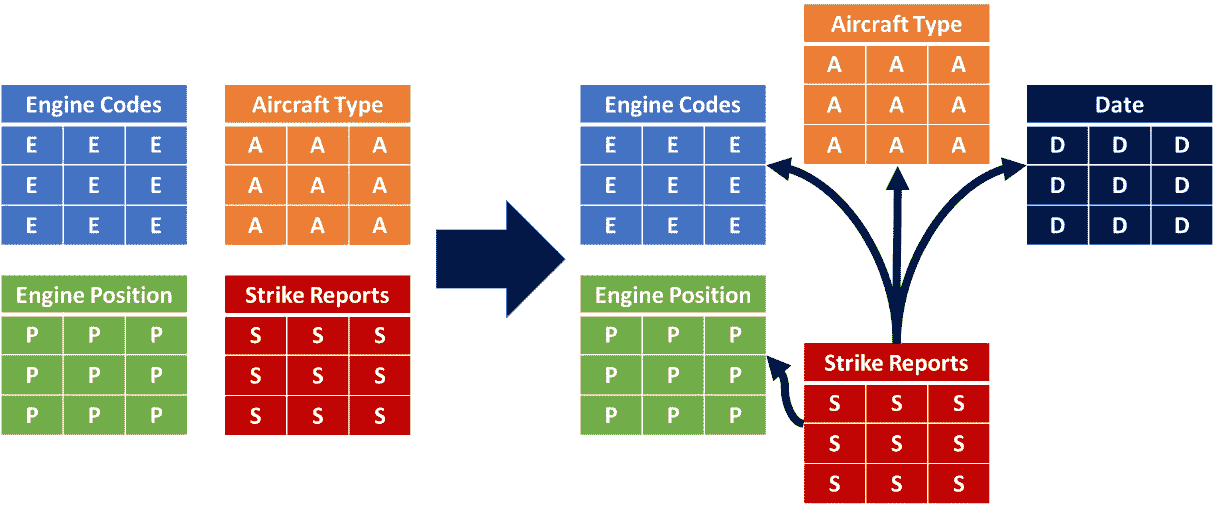 Engine Codes
E E E
E E E
E E E
Aircraft Type
A A A
A A A
A A A
Engine Position
P P P
P P P
P P P
Strike Reports
S S S
S S S
S S S
Engine Codes
E E E
E E E
E E E
Aircraft Type
A A A
A A A
A A A
Date
D D D
D D D
D D D
Engine Position
P P P
P P P
P P P
Strike Reports
S S S
S S S
S S S